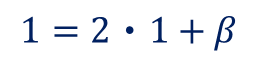 1 = 2 • 1 + β